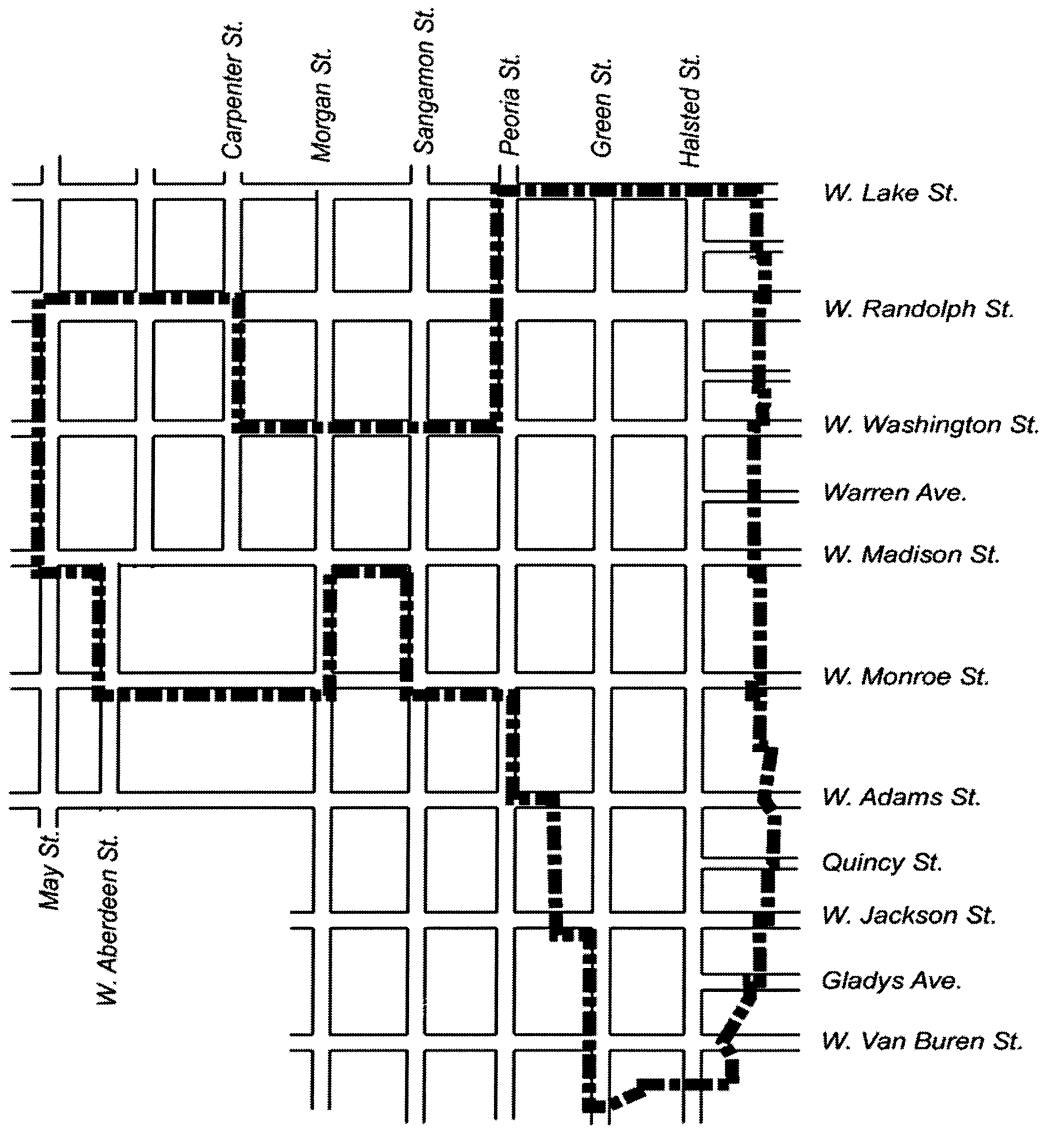 Carpenter St.
Morgan St.
Sangamon St.
Peoria St.
Green St.
Halsted St.
W. Lake St.
W. Randolph St.
W. Washington St.
Warren Ave.
W. Madison St.
W. Monroe St.
W. Adams St.
May St.
W. Aberdeen St.
Quincy St.
W. Jackson St.
Gladys Ave.
W. Van Buren St.